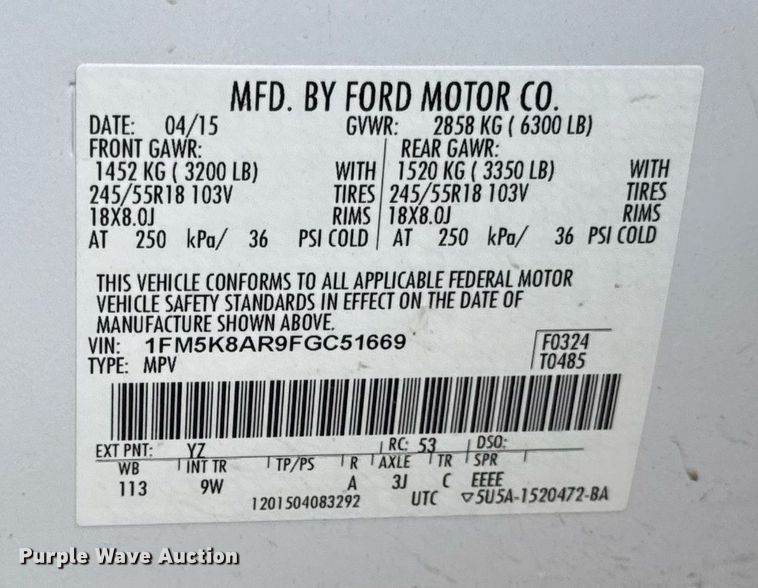 MFD. BY FORD MOTOR CO.
DATE: 04/15 GVWR: 2858 KG ( 6300 LB)
FRONT GAWR: REAR GAWR:
1452 KG ( 3200 LB) WITH 1520 KG ( 3350 LB) WITH
245/55R18 103V TIRES 245/55R18 103V TIRES
18X8.0J RIMS 18X8.0J RIMS
AT 250 kPa/ 36 PSI COLD AT 250 kPa/ 36 PSI COLD
THIS VEHICLE CONFORMS TO ALL APPLICABLE FEDERAL MOTOR
VEHICLE SAFETY STANDARDS IN EFFECT ON THE DATE OF
MANUFACTURE SHOWN ABOVE.
VIN: 1FM5K8AR9FGC51669 F0324
TYPE: MPV T0485
EXT PNT: YZ RC: 53 DSO:
WB INT TR TP/PS R AXLE TR SPR
113 9W A 3J C EEEE
1201504083292 UTC ▽5U5A-1520472-BA
Purple Wave Auction